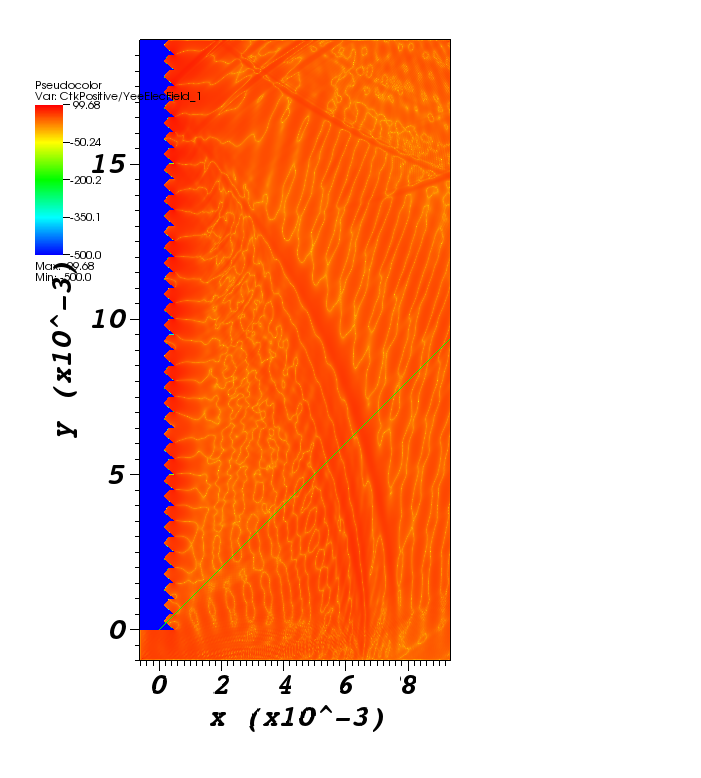 Pseudocolor
Var: CtkPositive/YeeElecField_1
99.68
-50.24
-200.2
-350.1
-500.0
Max: 99.68
Min: -500.0
15
10
5
0
y (x10^-3)
0 2 4 6 8
x (x10^-3)